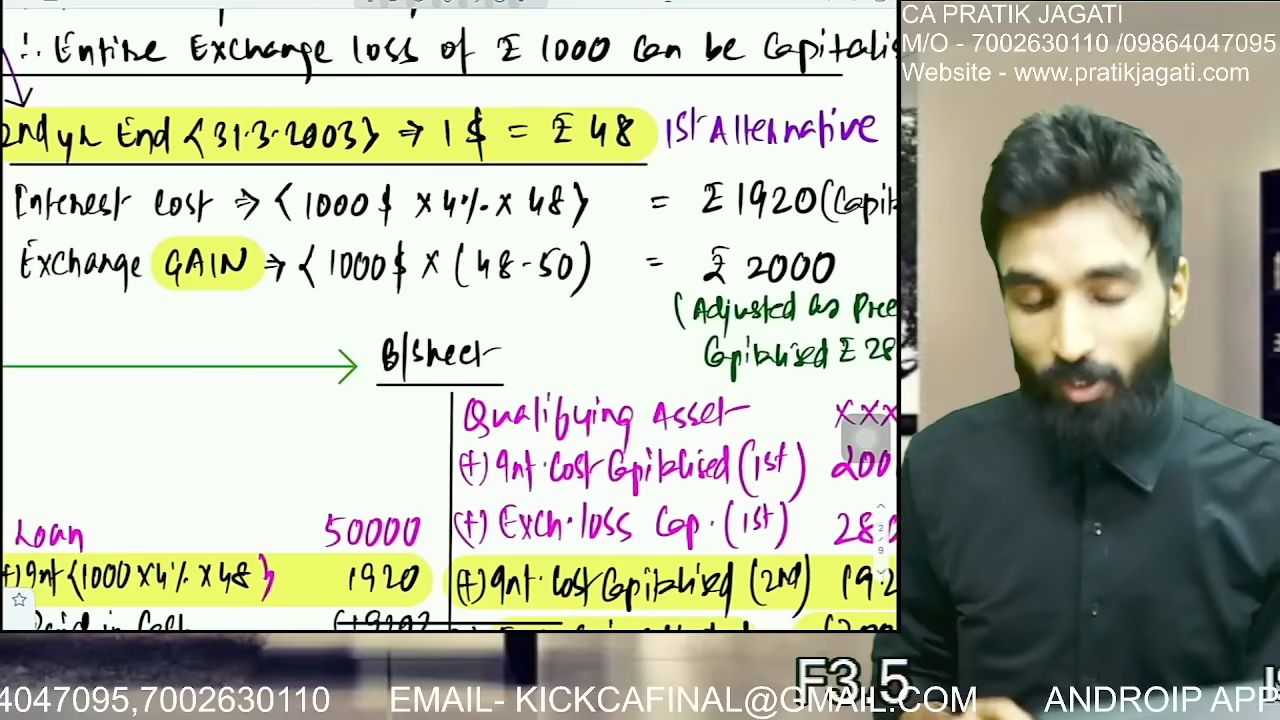 ∴ Entire Exchange loss of ₹ 1000 can be Capitalis
2nd yr End {31.3.2003} ⇒ 1 $ = ₹ 48 1st Alternative
Interest cost ⇒ {1000 $ x 4% x 48} = ₹ 1920 (Capit
Exchange GAIN ⇒ {1000 $ x (48-50) = ₹ 2000
(Adjusted as Pre
Capitalised ₹ 28
B/Sheet
Qualifying Asset xxx
(+) Int. Cost Capitalised (1st) 200
Loan 50000 (+) Exch. loss Cap. (1st) 28
+) Int {1000 x 4% x 48} 1920 (+) Int. Cost Capitalised (2nd) 192
Paid in Cash
CA PRATIK JAGATI
M/O - 7002630110 /09864047095
Website - www.pratikjagati.com
F3.5
4047095,7002630110 EMAIL- KICKCAFINAL@GMAIL.COM ANDROIP APP